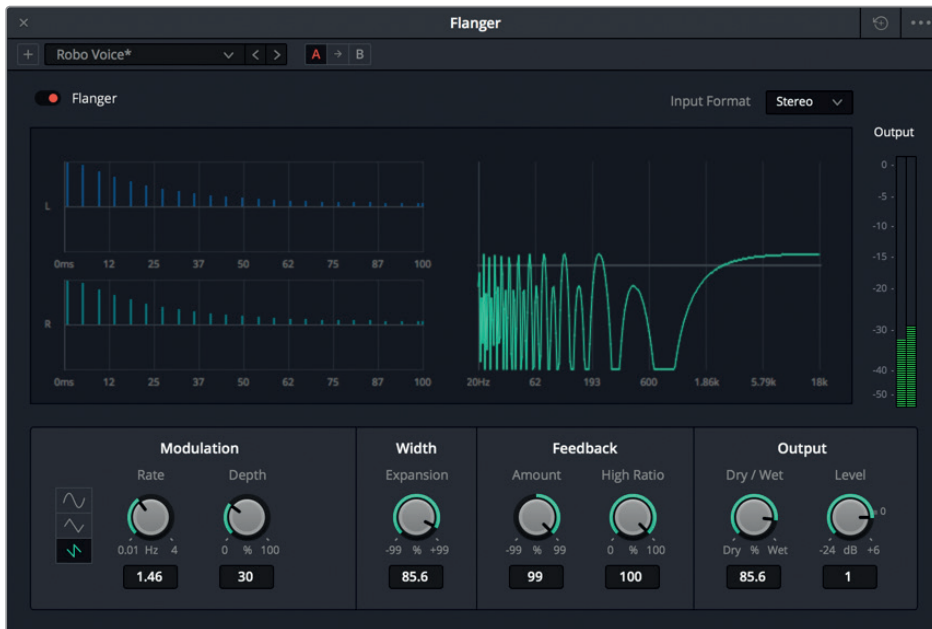 Flanger
Robo Voice*
A
B
Flanger
Input Format
Stereo
Output
L
0ms 12 25 37 50 62 75 87 100
R
0ms 12 25 37 50 62 75 87 100
20Hz 62 193 600 1.86k 5.79k 18k
0 -
-5 -
-10 -
-15 -
-20 -
-30 -
-40 -
-50 -
Modulation
Rate Depth
0.01 Hz 4 0 % 100
1.46 30
Width
Expansion
-99 % +99
85.6
Feedback
Amount High Ratio
-99 % 99 0 % 100
99 100
Output
Dry / Wet Level
0
Dry % Wet -24 dB +6
85.6 1